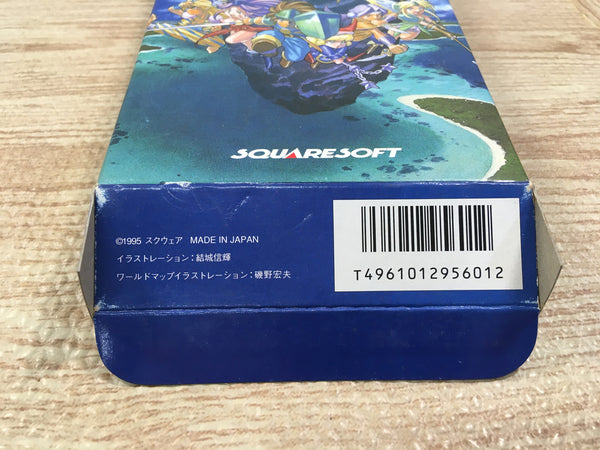 SQUARESOFT
©1995 スクウェア MADE IN JAPAN
イラストレーション：結城信輝
ワールドマップイラストレーション：磯野宏夫
T4961012956012